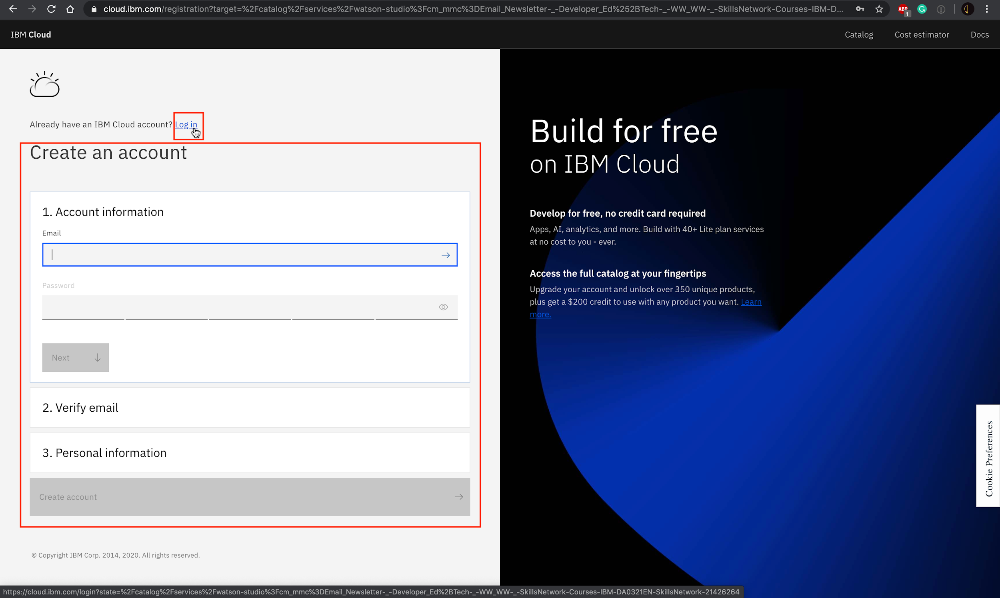 cloud.ibm.com/registration?target=%2Fcatalog%2Fservices%2Fwatson-studio%3Fcm_mmc%3DEmail_Newsletter-_-Developer_Ed%252BTech-_-WW_WW-_-SkillsNetwork-Courses-IBM-D...
ABP
1
IBM Cloud
Catalog
Cost estimator
Docs
Already have an IBM Cloud account? Log in
Create an account
1. Account information
Email
Password
Next
2. Verify email
3. Personal information
Create account
© Copyright IBM Corp. 2014, 2020. All rights reserved.
Build for free
on IBM Cloud
Develop for free, no credit card required
Apps, AI, analytics, and more. Build with 40+ Lite plan services
at no cost to you - ever.
Access the full catalog at your fingertips
Upgrade your account and unlock over 350 unique products,
plus get a $200 credit to use with any product you want. Learn
more.
Cookie Preferences
https://cloud.ibm.com/login?state=%2Fcatalog%2Fservices%2Fwatson-studio%3Fcm_mmc%3DEmail_Newsletter-_-Developer_Ed%2BTech-_-WW_WW-_-SkillsNetwork-Courses-IBM-DA0321EN-SkillsNetwork-21426264